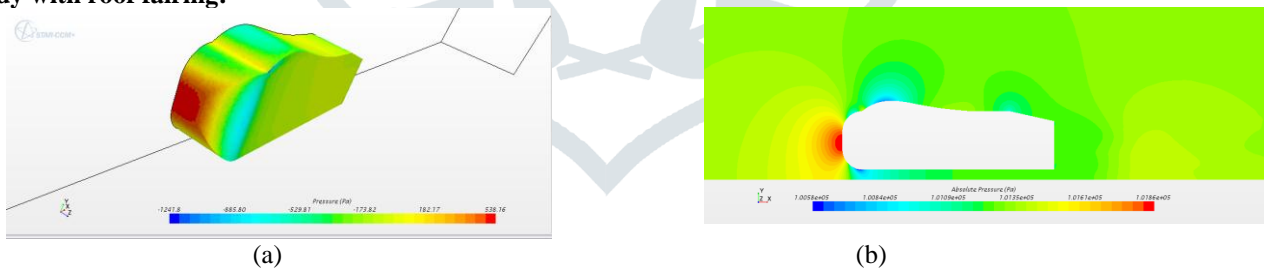 dy with roof fairing:
STAR-CCM+
Pressure (Pa)
-1241.8 -885.80 -529.81 -173.82 182.17 538.16
Y
X
Z
(a)
Absolute Pressure (Pa)
1.0058e+05 1.0084e+05 1.0109e+05 1.0135e+05 1.0161e+05 1.0186e+05
Y
Z X
(b)